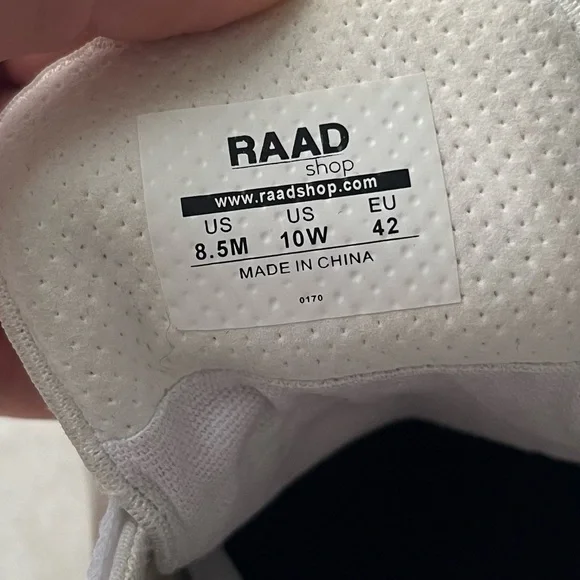 RAAD
shop
www.raadshop.com
US US EU
8.5M 10W 42
MADE IN CHINA
0170